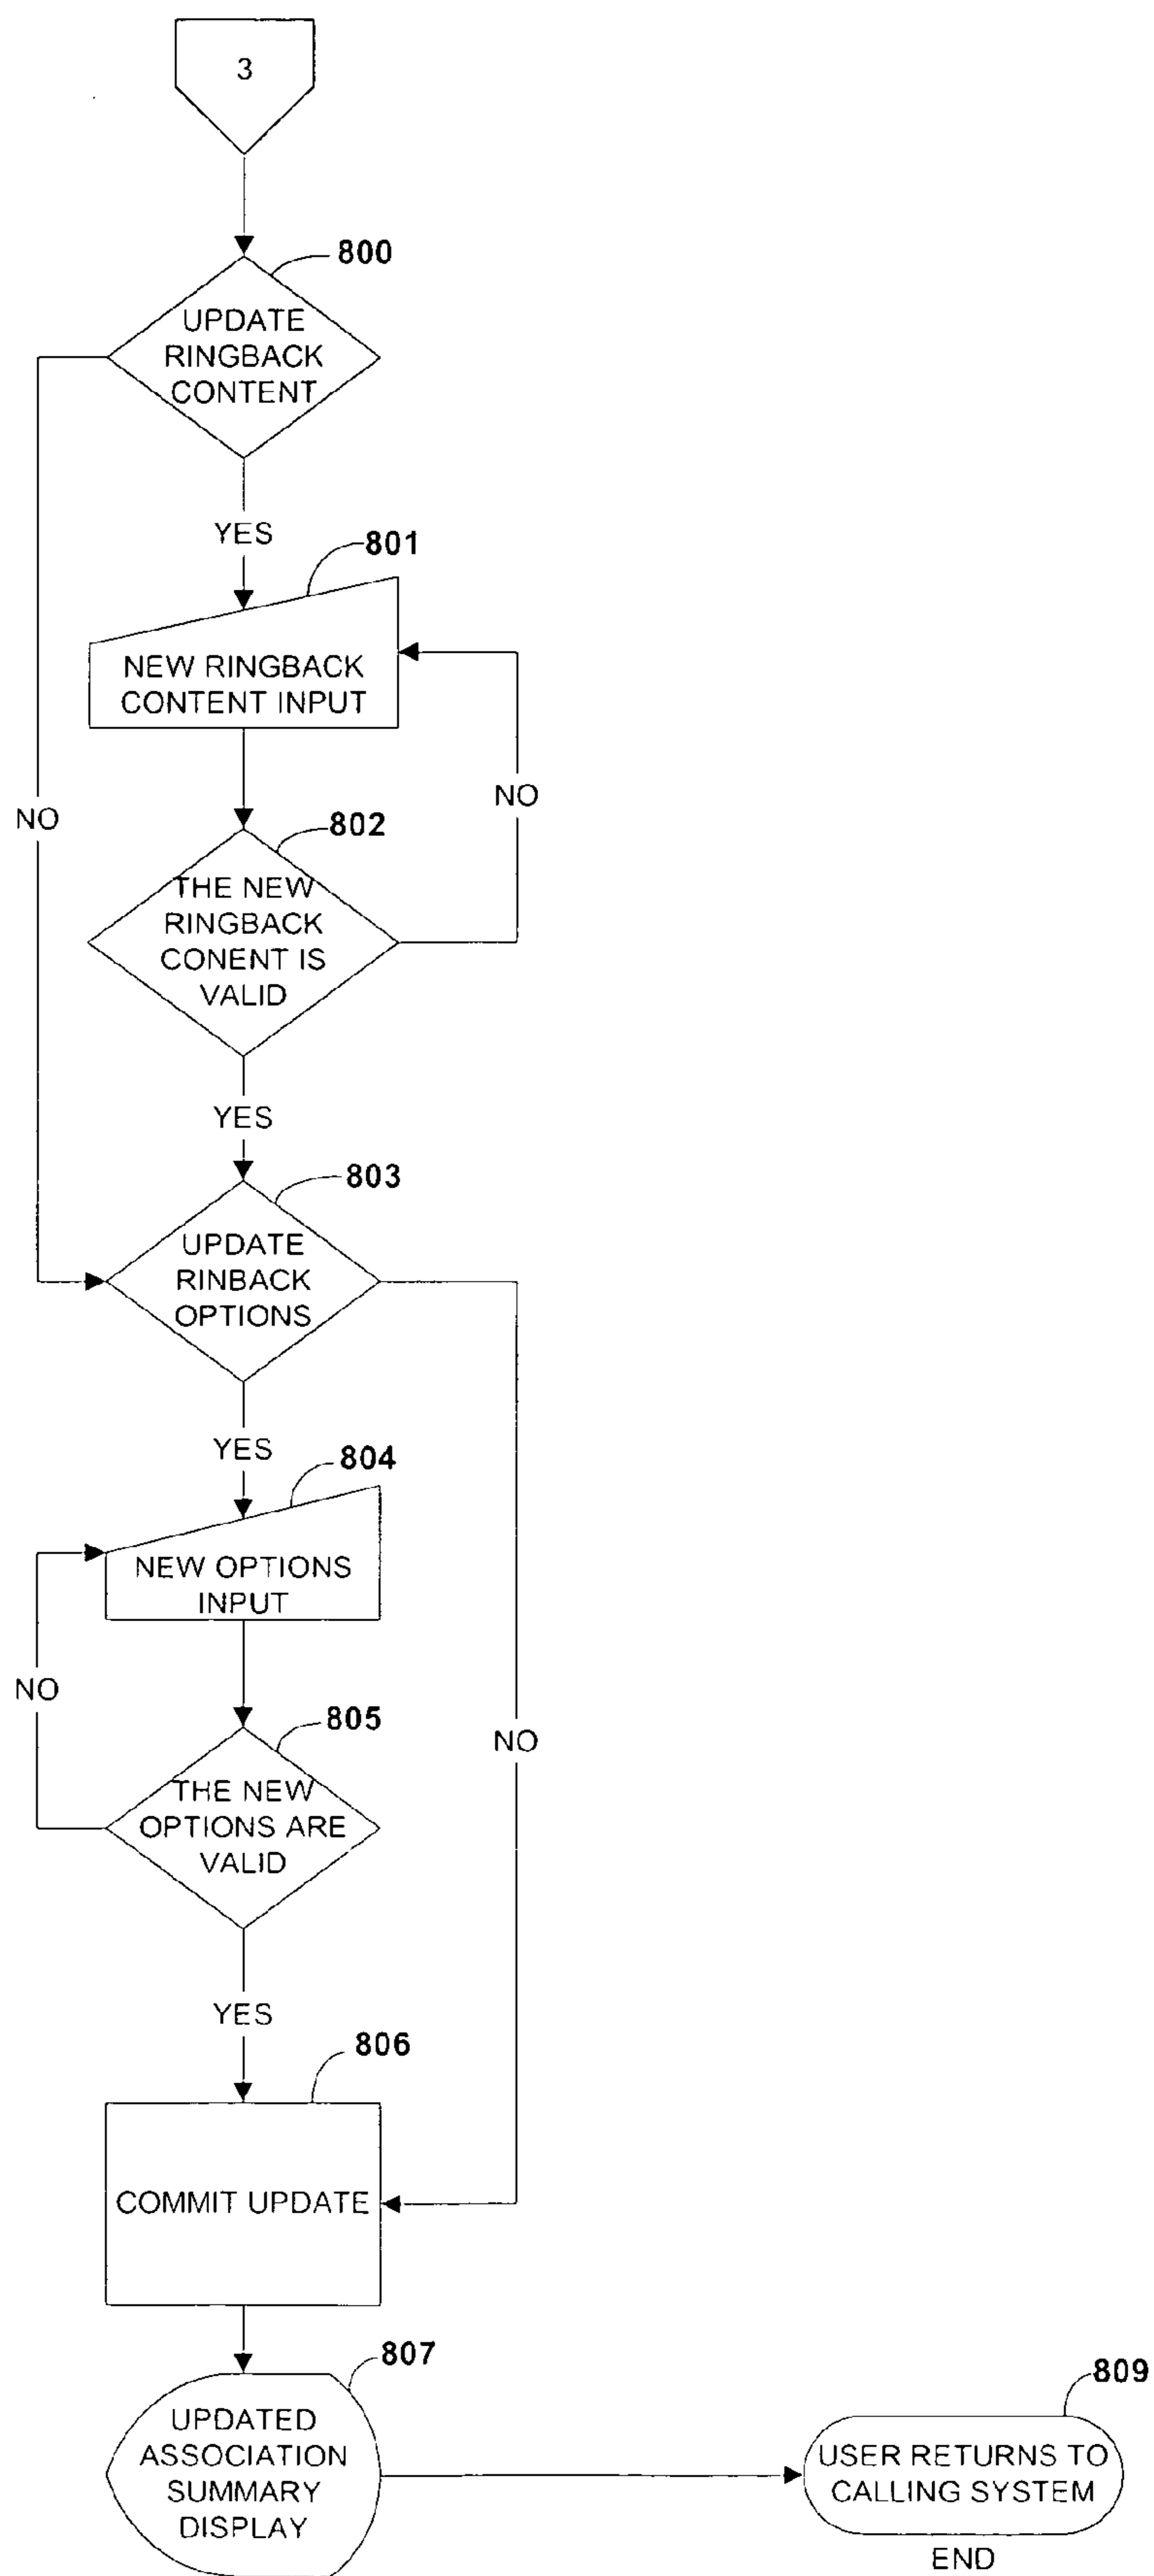 3
800
UPDATE
RINGBACK
CONTENT
YES
801
NEW RINGBACK
CONTENT INPUT
NO
NO
802
THE NEW
RINGBACK
CONENT IS
VALID
YES
803
UPDATE
RINBACK
OPTIONS
YES
804
NEW OPTIONS
INPUT
NO
805
NO
THE NEW
OPTIONS ARE
VALID
YES
806
COMMIT UPDATE
807
809
UPDATED
ASSOCIATION
SUMMARY
DISPLAY
USER RETURNS TO
CALLING SYSTEM
END